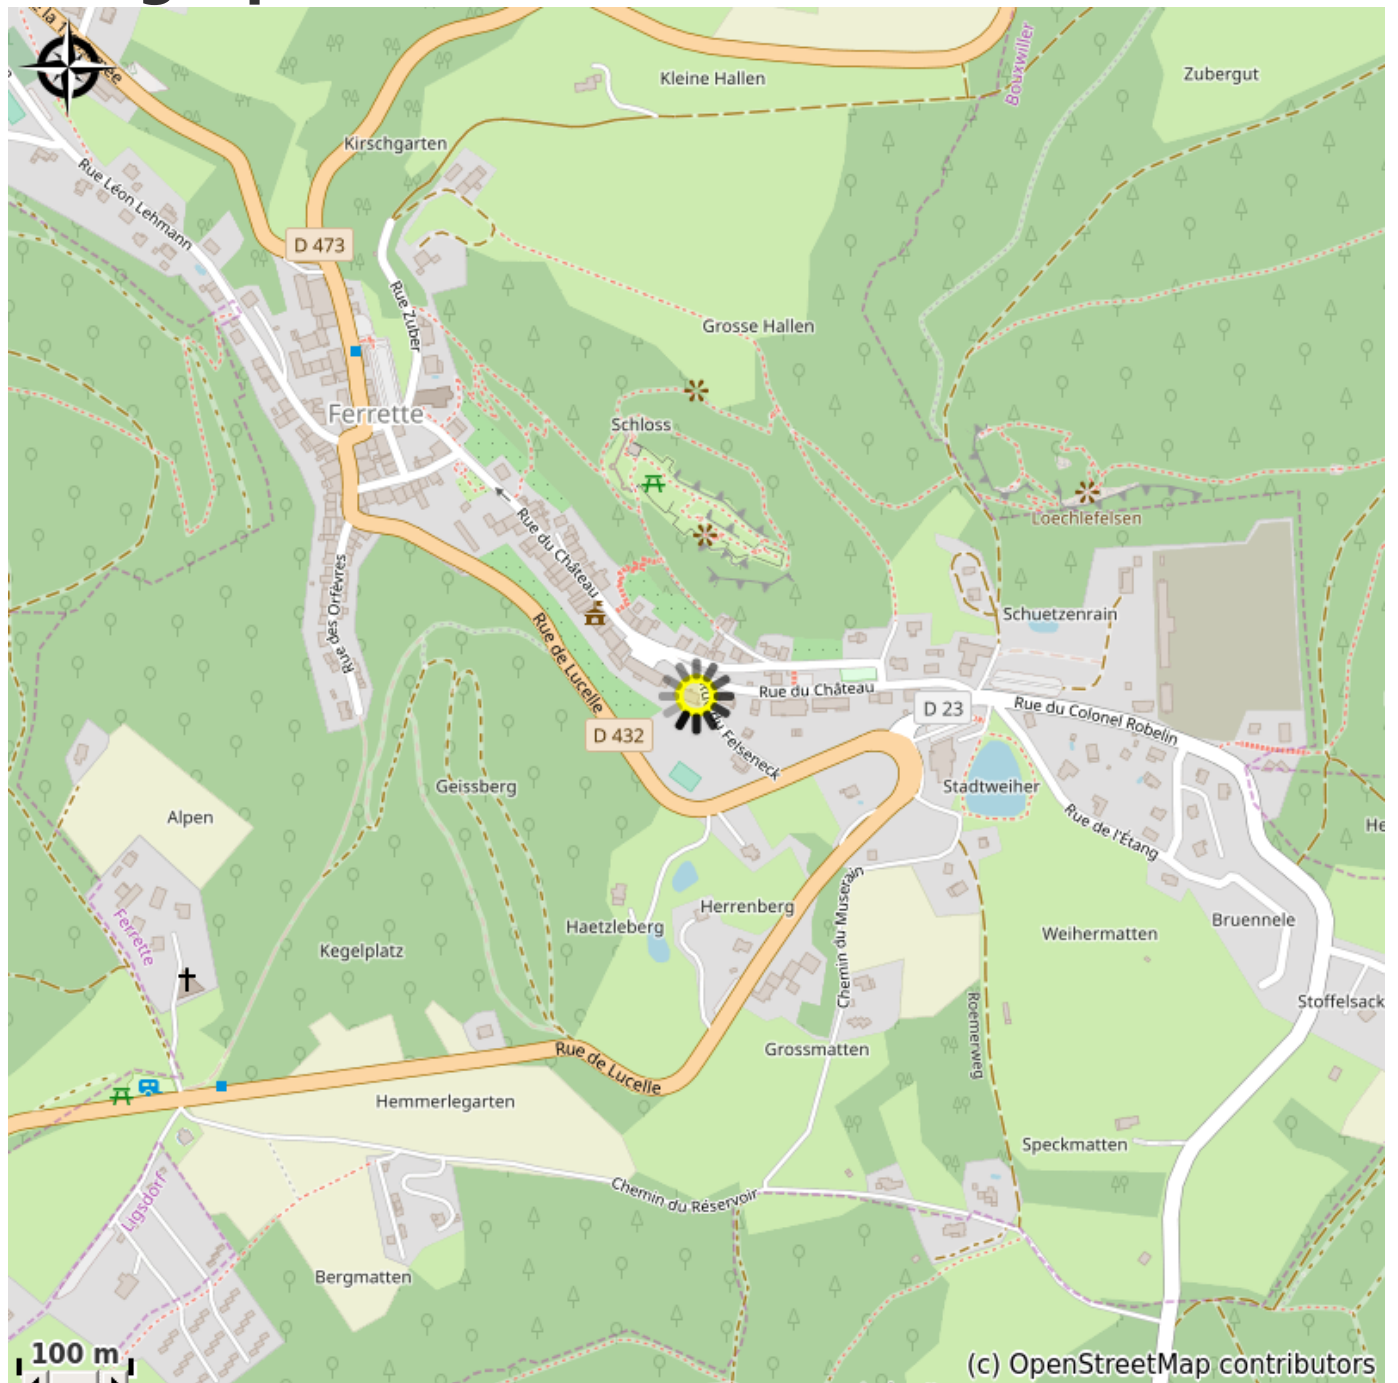 Kleine Hallen
Zubergut
Bouxwiller
Kirschgarten
Rue Léon Lehmann
D 473
Rue Zuber
Grosse Hallen
Ferrette
Schloss
Loechlefelsen
Rue du Château
Rue des Orfèvres
Schuetzenrain
Rue de Lucelle
Rue du Château
D 23
Rue du Colonel Robelin
D 432
Felseneck
Geissberg
Stadtweiher
Alpen
Rue de l'Étang
Herrenberg
Haetzleberg
Chemin du Muserain
Ferrette
Kegelplatz
Weihermatten
Bruennele
Stoffelsack
Roemerweg
Grossmatten
Rue de Lucelle
Hemmerlegarten
Speckmatten
Chemin du Réservoir
Ligsdorf
Bergmatten
100 m
(c) OpenStreetMap contributors